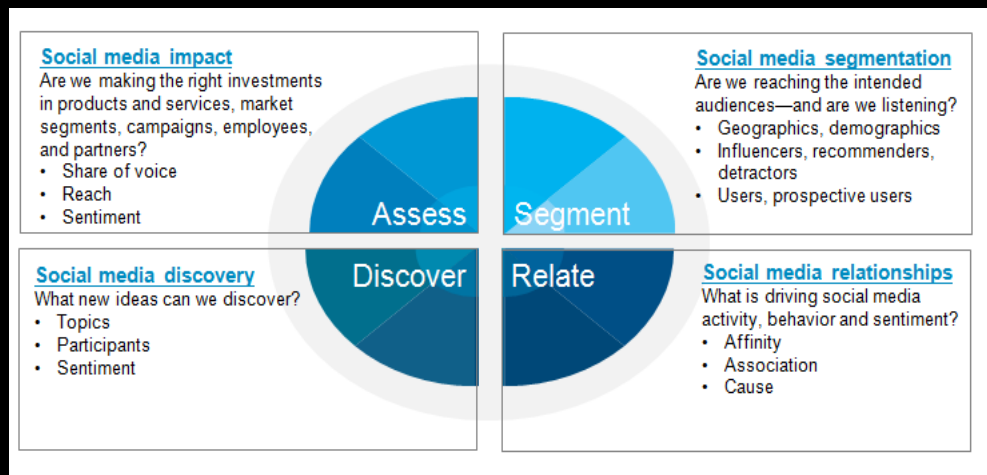 Social media impact
Are we making the right investments
in products and services, market
segments, campaigns, employees,
and partners?
• Share of voice
• Reach
• Sentiment
Assess
Social media segmentation
Are we reaching the intended
audiences—and are we listening?
• Geographics, demographics
• Influencers, recommenders,
detractors
• Users, prospective users
Segment
Social media discovery
What new ideas can we discover?
• Topics
• Participants
• Sentiment
Discover
Relate
Social media relationships
What is driving social media
activity, behavior and sentiment?
• Affinity
• Association
• Cause